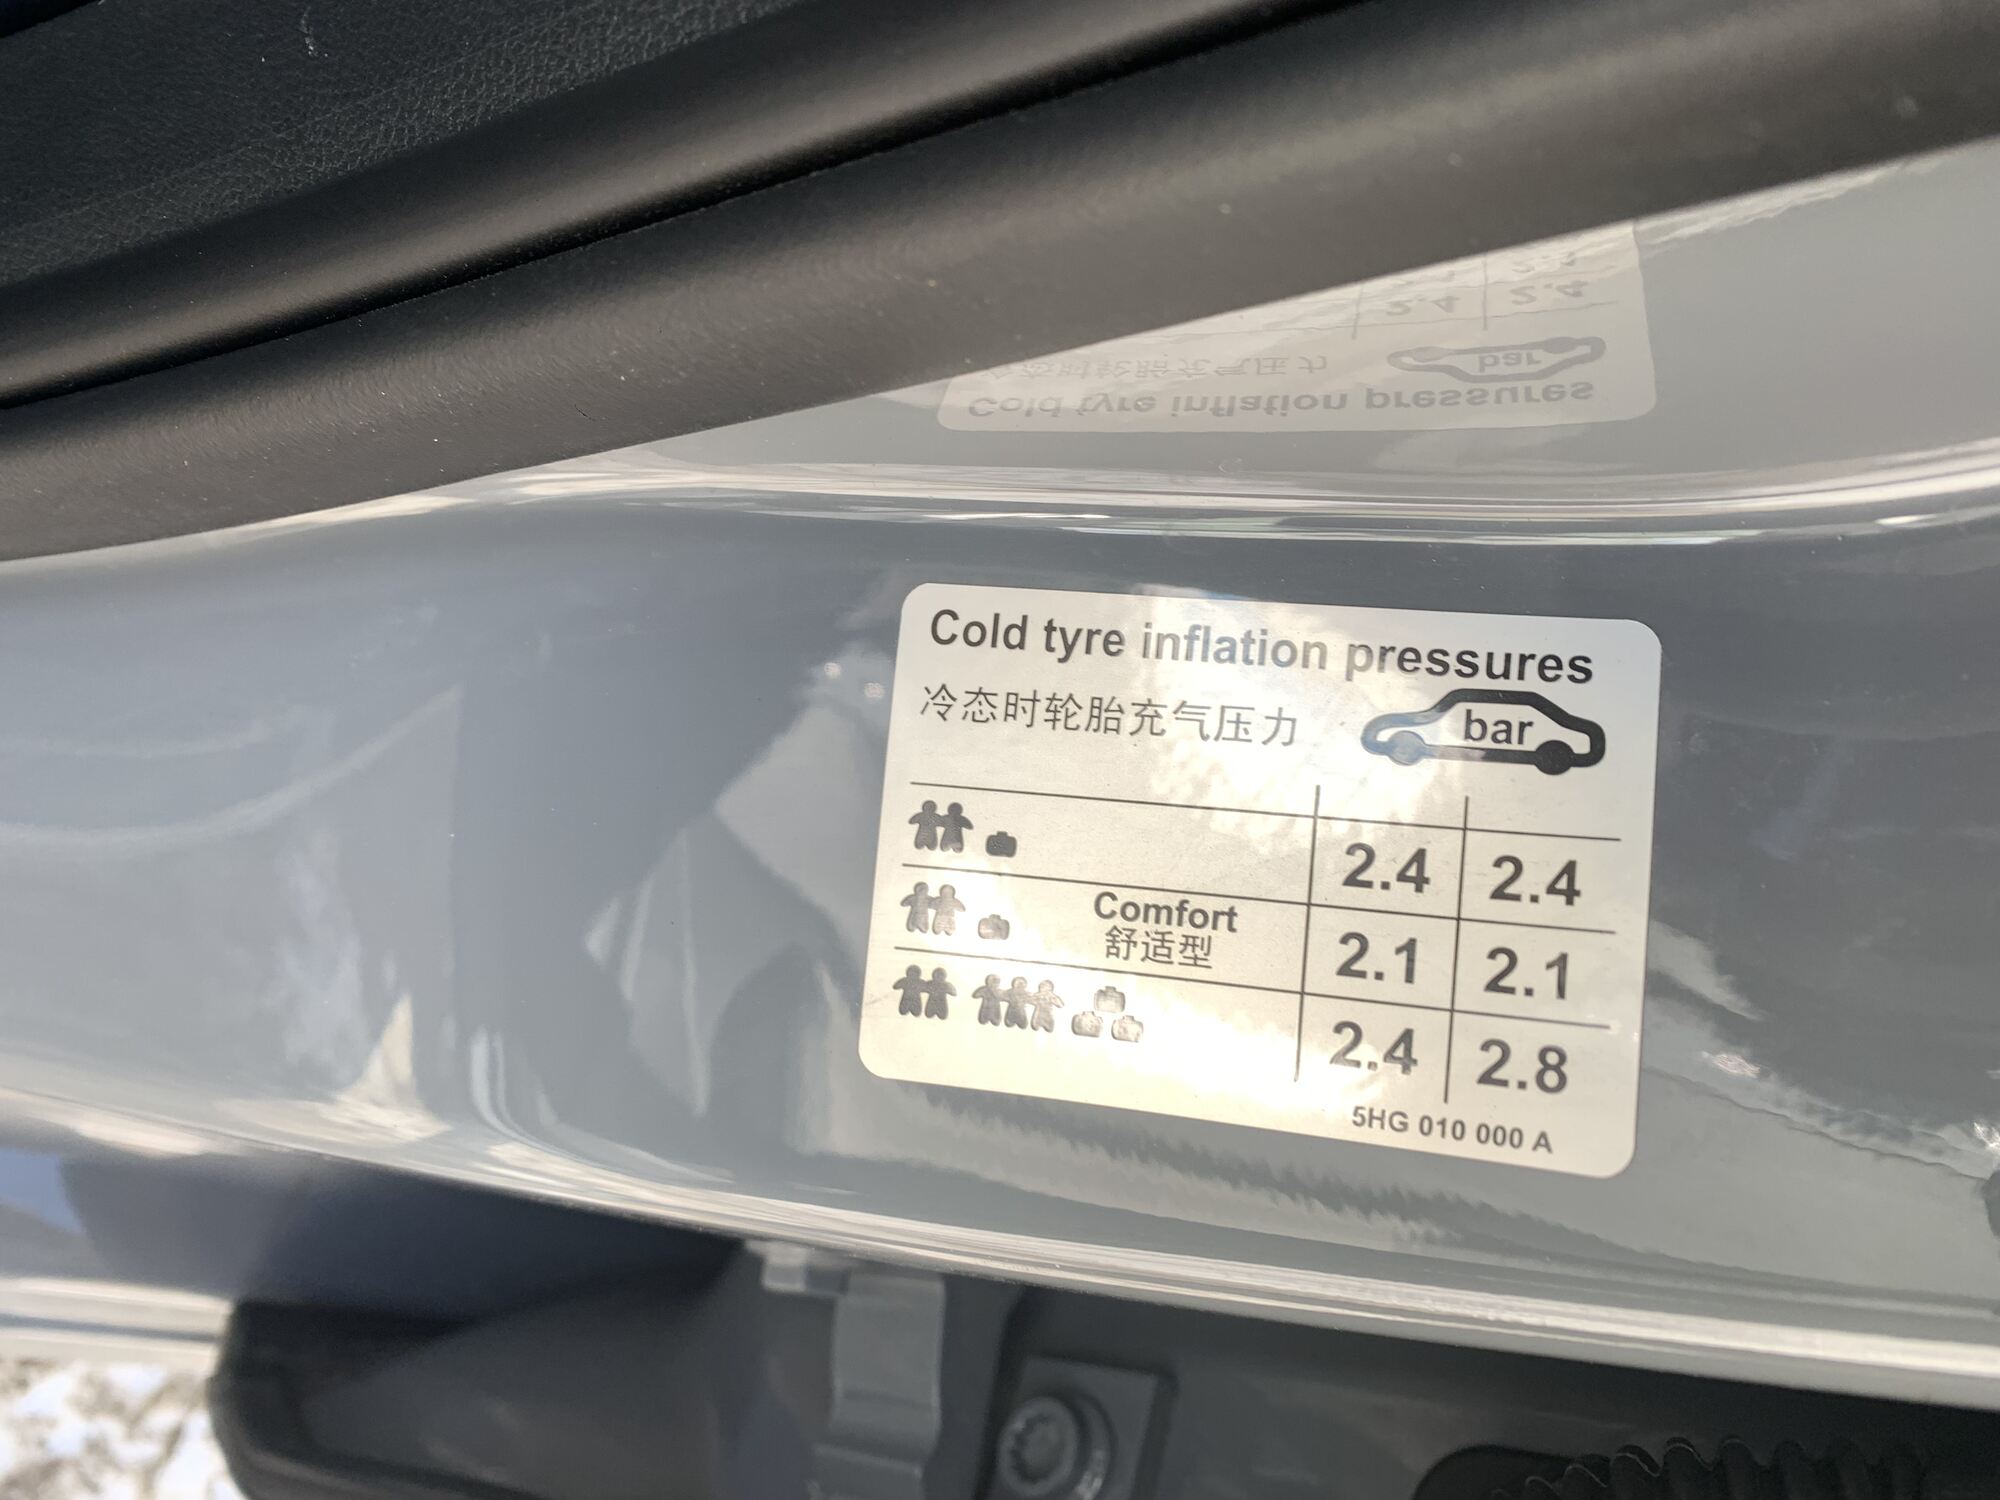 Cold tyre inflation pressures
冷态时轮胎充气压力
bar
2.4 2.4
Comfort
舒适型
2.1 2.1
2.4 2.8
5HG 010 000 A